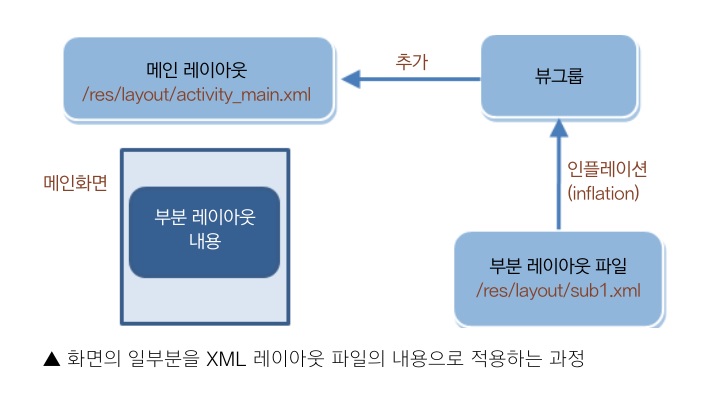 메인 레이아웃
/res/layout/activity_main.xml
추가
뷰그룹
메인화면
부분 레이아웃
내용
인플레이션
(inflation)
부분 레이아웃 파일
/res/layout/sub1.xml
▲ 화면의 일부분을 XML 레이아웃 파일의 내용으로 적용하는 과정